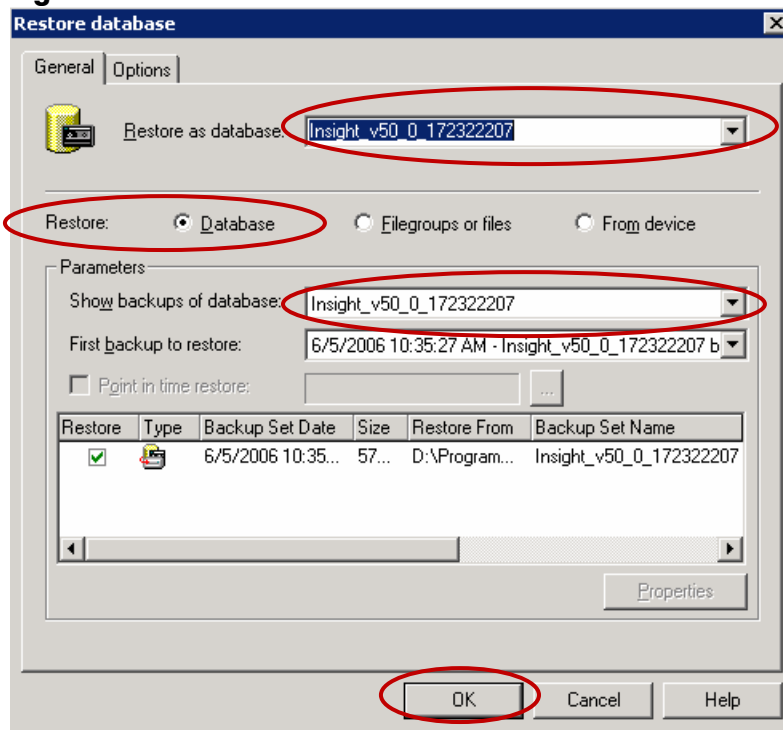 Restore database
General Options
Restore as database: Insight_v50_0_172322207
Restore: Database Filegroups or files From device
Parameters
Show backups of database: Insight_v50_0_172322207
First backup to restore: 6/5/2006 10:35:27 AM - Insight_v50_0_172322207 b
Point in time restore: ...
Restore Type Backup Set Date Size Restore From Backup Set Name
6/5/2006 10:35... 57... D:\Program... Insight_v50_0_172322207
Properties
OK Cancel Help